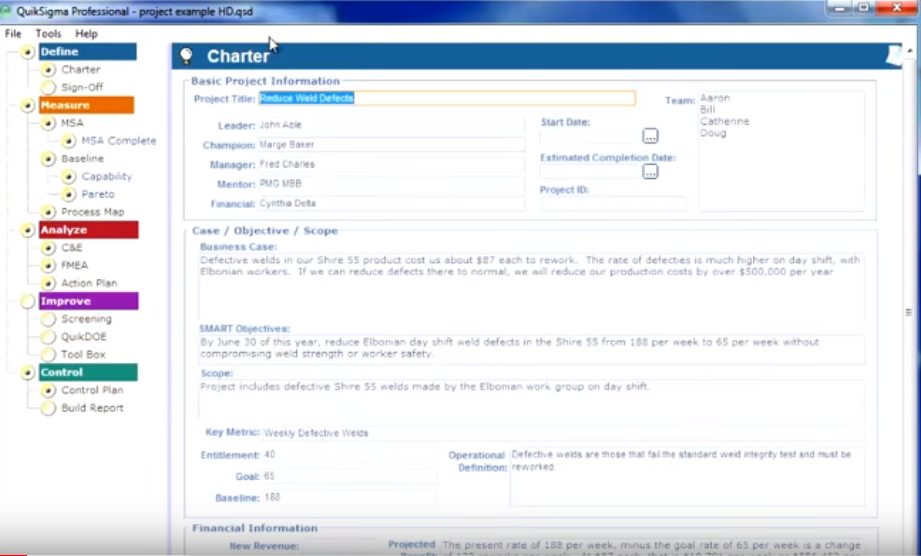 QuikSigma Professional - project example HD.qsd
File Tools Help
Define
Charter
Sign-Off
Measure
MSA
MSA Complete
Baseline
Capability
Pareto
Process Map
Analyze
C&E
FMEA
Action Plan
Improve
Screening
QuikDOE
Tool Box
Control
Control Plan
Build Report
Charter
Basic Project Information
Project Title: Reduce Weld Defects
Leader: John Able
Champion: Marge Baker
Manager: Fred Charles
Mentor: PMG MBB
Financial: Cynthia Delta
Start Date:
...
Estimated Completion Date:
...
Project ID:
Team: Aaron
Bill
Catherine
Doug
Case / Objective / Scope
Business Case:
Defective welds in our Shire 55 product cost us about $87 each to rework. The rate of defecties is much higher on day shift, with
Elbonian workers. If we can reduce defects there to normal, we will reduce our production costs by over $500,000 per year
SMART Objectives:
By June 30 of this year, reduce Elbonian day shift weld defects in the Shire 55 from 188 per week to 65 per week without
compromising weld strength or worker safety.
Scope:
Project includes defective Shire 55 welds made by the Elbonian work group on day shift.
Key Metric: Weekly Defective Welds
Entitlement: 40
Goal: 65
Baseline: 188
Operational Definition: Defective welds are those that fail the standard weld integrity test and must be
reworked.
Financial Information
New Revenue:
Projected
The present rate of 188 per week, minus the goal rate of 65 per week is a change